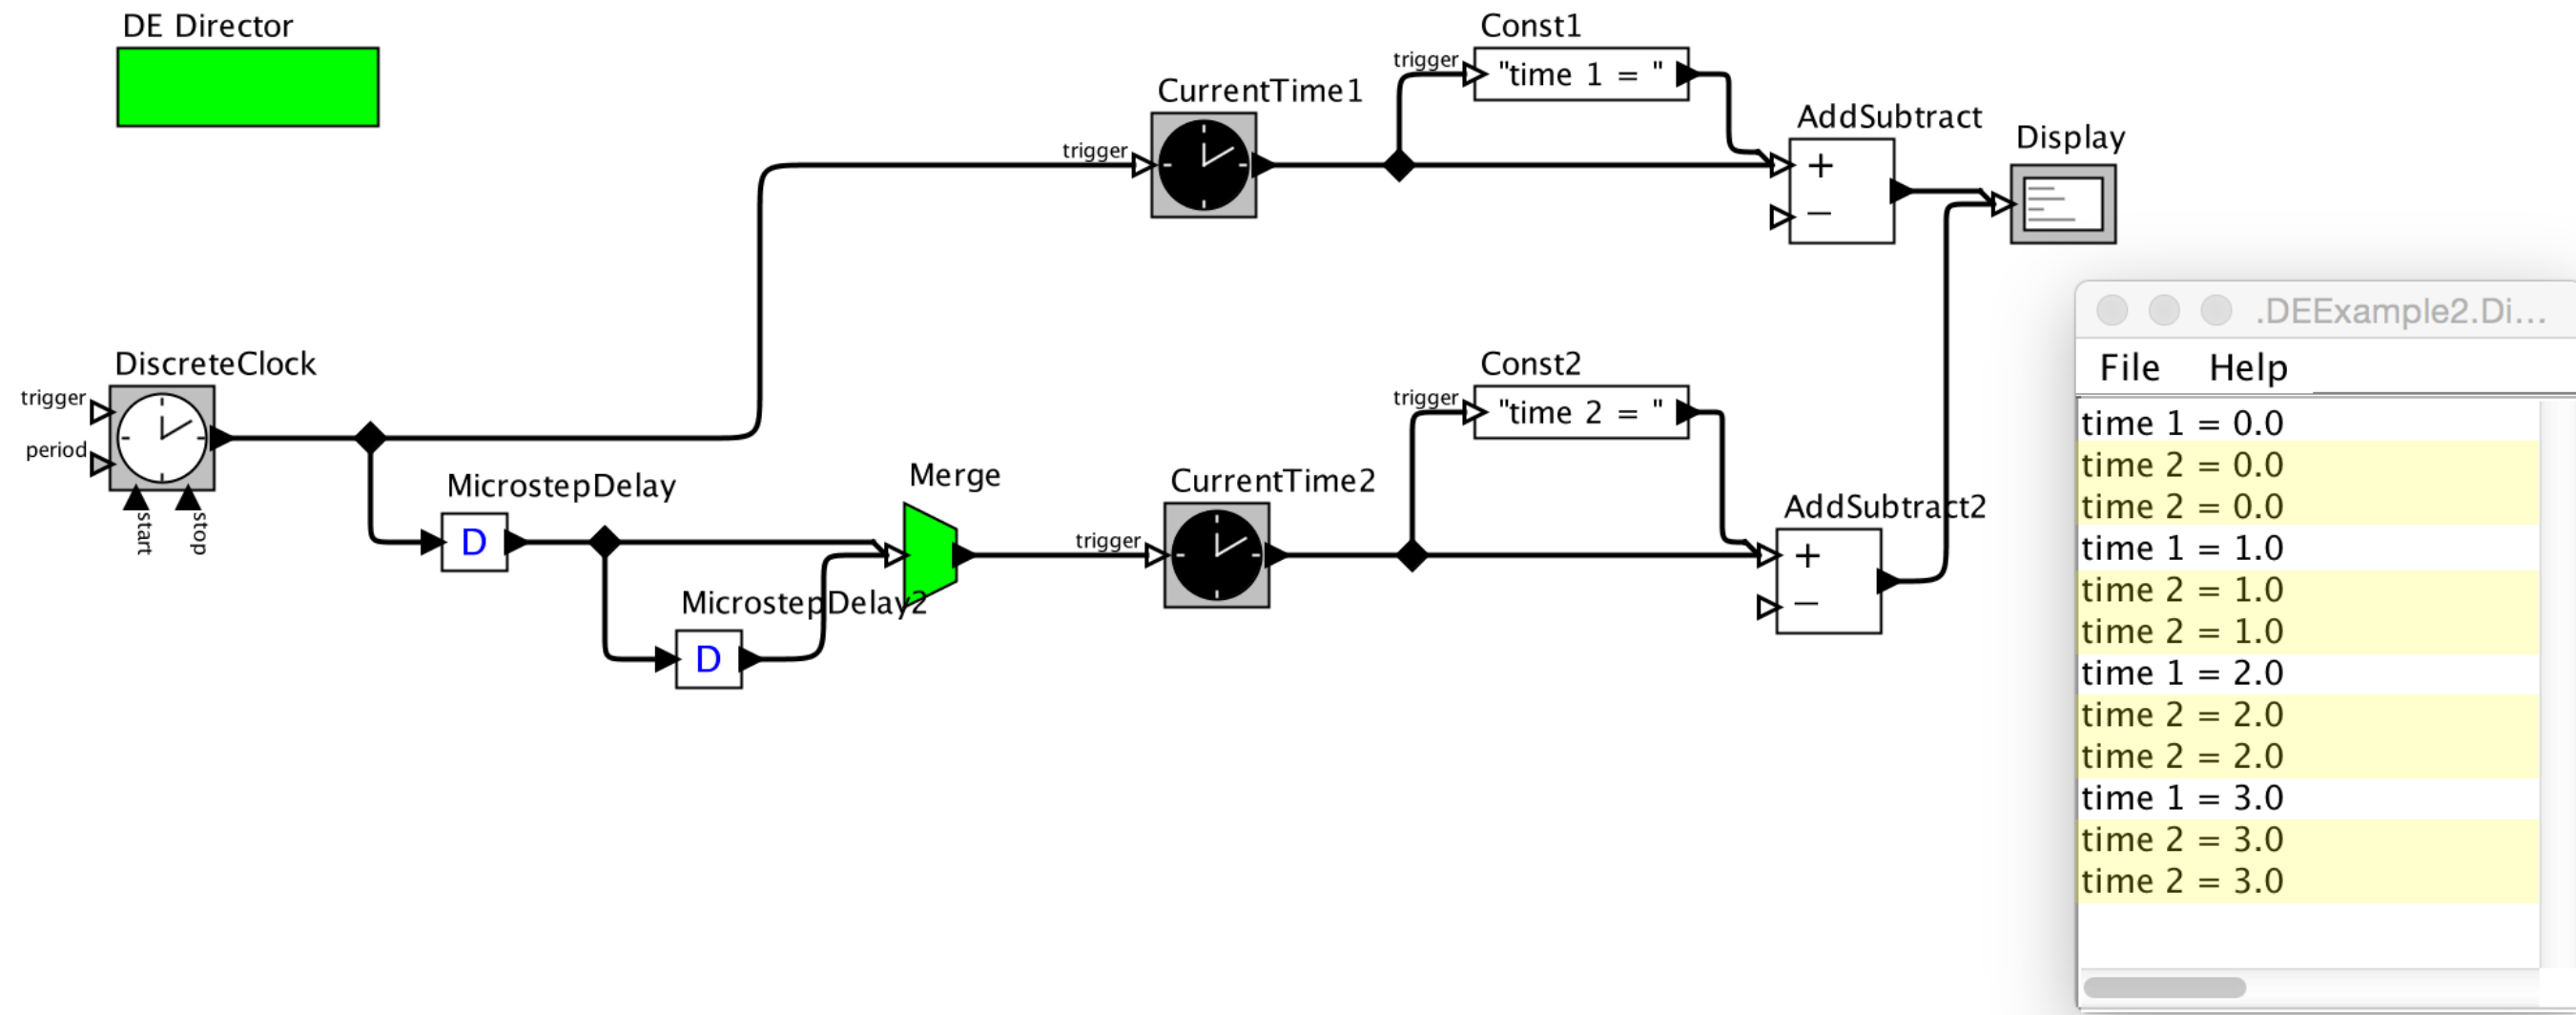 DE Director
Const1
trigger
"time 1 = "
CurrentTime1
trigger
AddSubtract
+
−
Display
DiscreteClock
trigger
period
start
stop
MicrostepDelay
D
MicrostepDelay2
D
Merge
CurrentTime2
trigger
Const2
trigger
"time 2 = "
AddSubtract2
+
−
.DEExample2.Di...
File Help
time 1 = 0.0
time 2 = 0.0
time 2 = 0.0
time 1 = 1.0
time 2 = 1.0
time 2 = 1.0
time 1 = 2.0
time 2 = 2.0
time 2 = 2.0
time 1 = 3.0
time 2 = 3.0
time 2 = 3.0